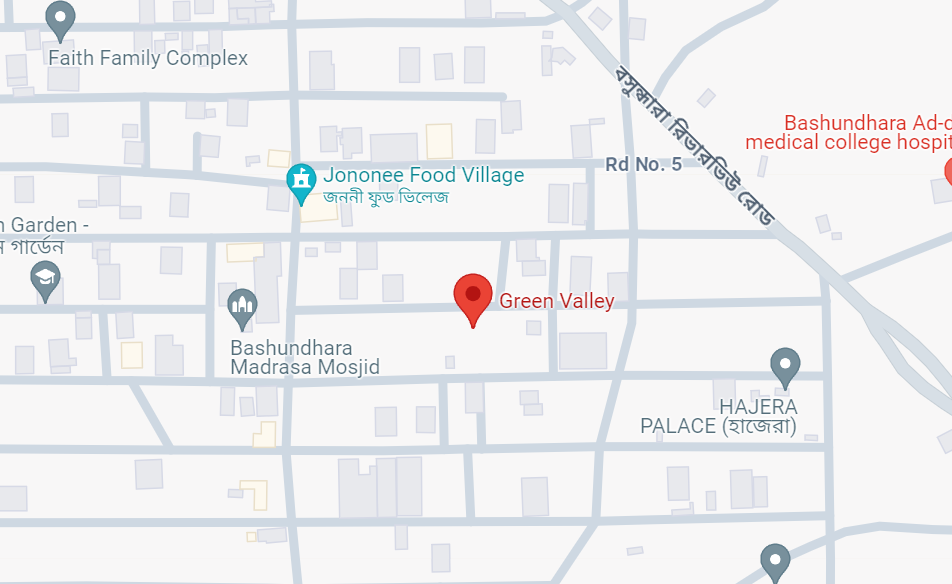 Faith Family Complex
বসুন্ধারা রিভারভিউ রোড
Bashundhara Ad-d
medical college hospit
Rd No. 5
Jononee Food Village
জননী ফুড ভিলেজ
n Garden -
ন গার্ডেন
Green Valley
Bashundhara
Madrasa Mosjid
HAJERA
PALACE (হাজেরা)